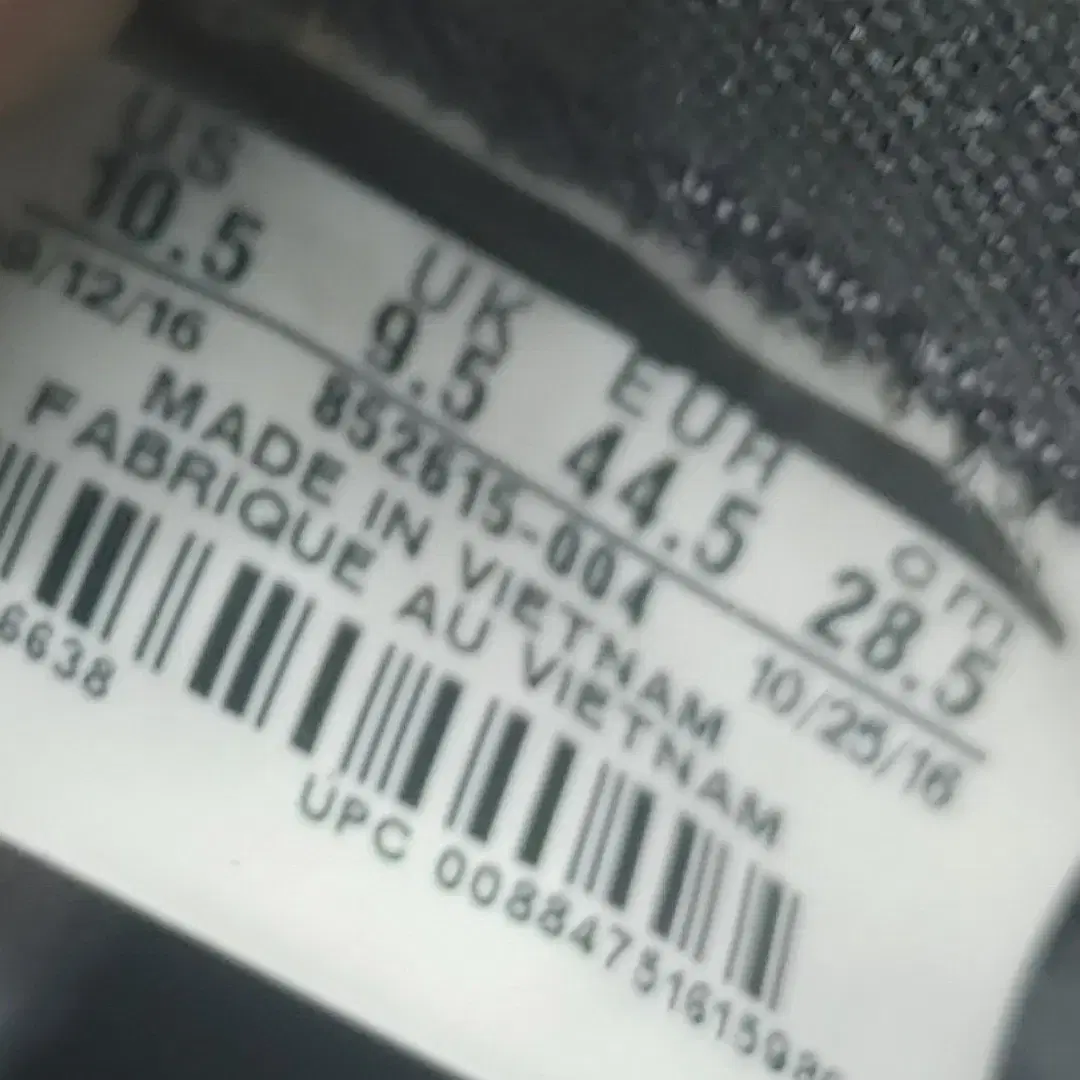 US UK EUR cm
10.5 9.5 44.5 28.5
/12/16 852615-004 10/25/16
MADE IN VIETNAM
FABRIQUE AU VIETNAM
6638
UPC 0088475161598